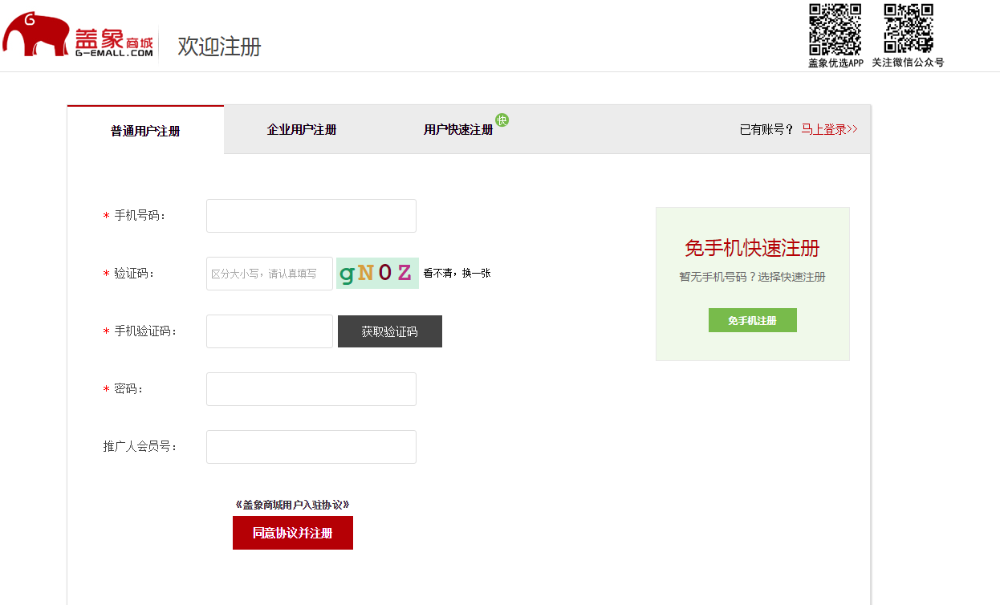 G
盖象商城
G-EMALL.COM
欢迎注册
盖象优选APP
关注微信公众号
普通用户注册
企业用户注册
用户快速注册
快
已有账号？ 马上登录>>
* 手机号码：
* 验证码：
区分大小写，请认真填写
gNOZ
看不清，换一张
* 手机验证码：
获取验证码
* 密码：
推广人会员号：
《盖象商城用户入驻协议》
同意协议并注册
免手机快速注册
暂无手机号码？选择快速注册
免手机注册